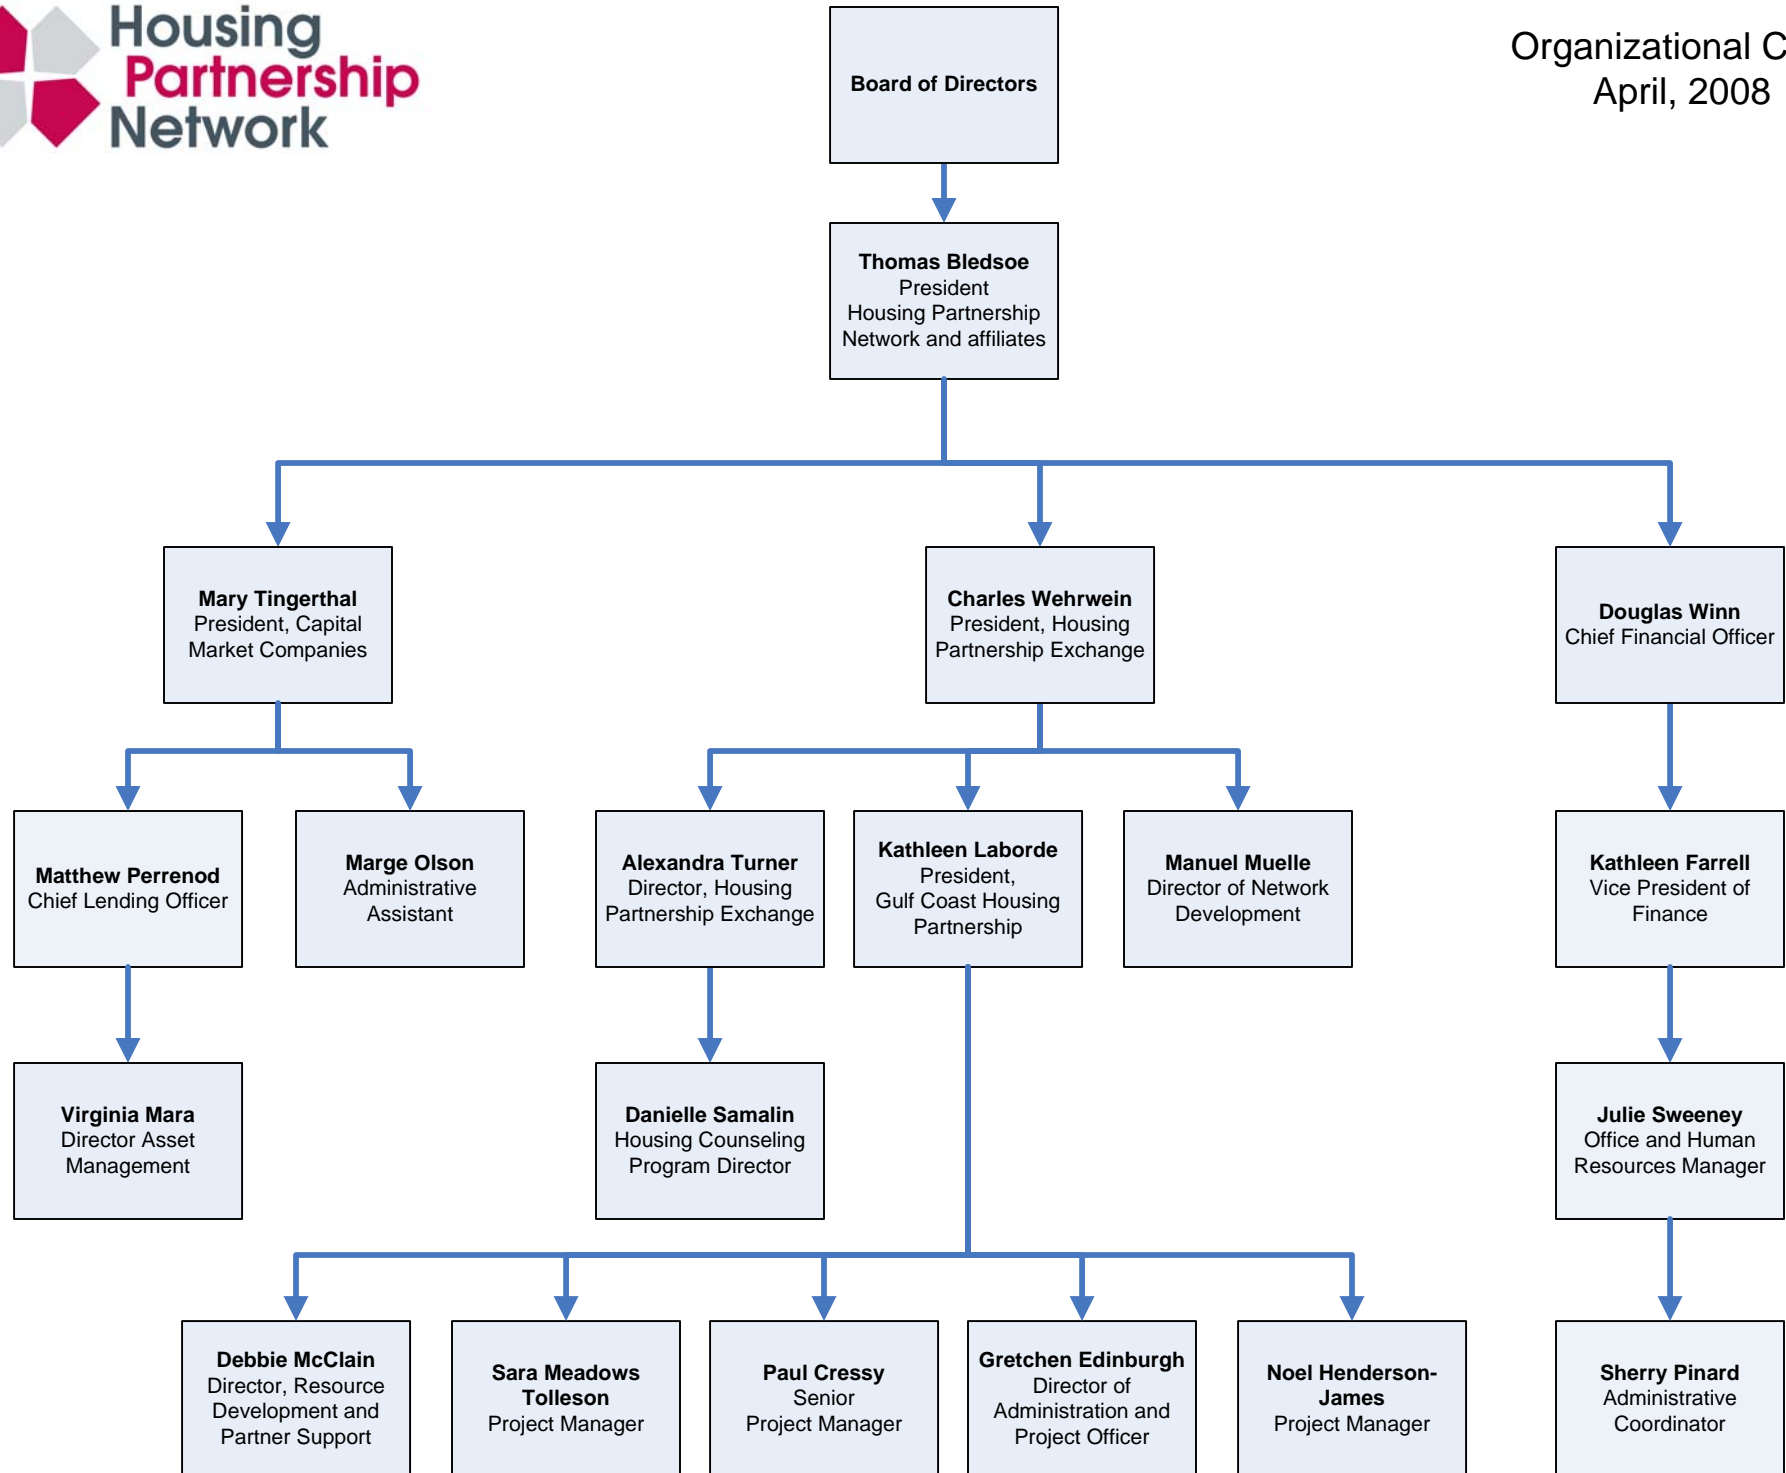 Housing
Partnership
Network
Organizational C
April, 2008
Board of Directors
Thomas Bledsoe
President
Housing Partnership
Network and affiliates
Mary Tingerthal
President, Capital
Market Companies
Charles Wehrwein
President, Housing
Partnership Exchange
Douglas Winn
Chief Financial Officer
Matthew Perrenod
Chief Lending Officer
Marge Olson
Administrative
Assistant
Alexandra Turner
Director, Housing
Partnership Exchange
Kathleen Laborde
President,
Gulf Coast Housing
Partnership
Manuel Muelle
Director of Network
Development
Kathleen Farrell
Vice President of
Finance
Virginia Mara
Director Asset
Management
Danielle Samalin
Housing Counseling
Program Director
Julie Sweeney
Office and Human
Resources Manager
Debbie McClain
Director, Resource
Development and
Partner Support
Sara Meadows
Tolleson
Project Manager
Paul Cressy
Senior
Project Manager
Gretchen Edinburgh
Director of
Administration and
Project Officer
Noel Henderson-
James
Project Manager
Sherry Pinard
Administrative
Coordinator